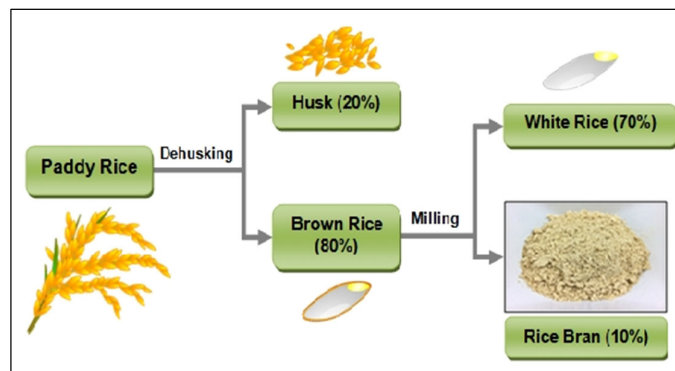 Husk (20%)
White Rice (70%)
Dehusking
Paddy Rice
Brown Rice
(80%)
Milling
Rice Bran (10%)